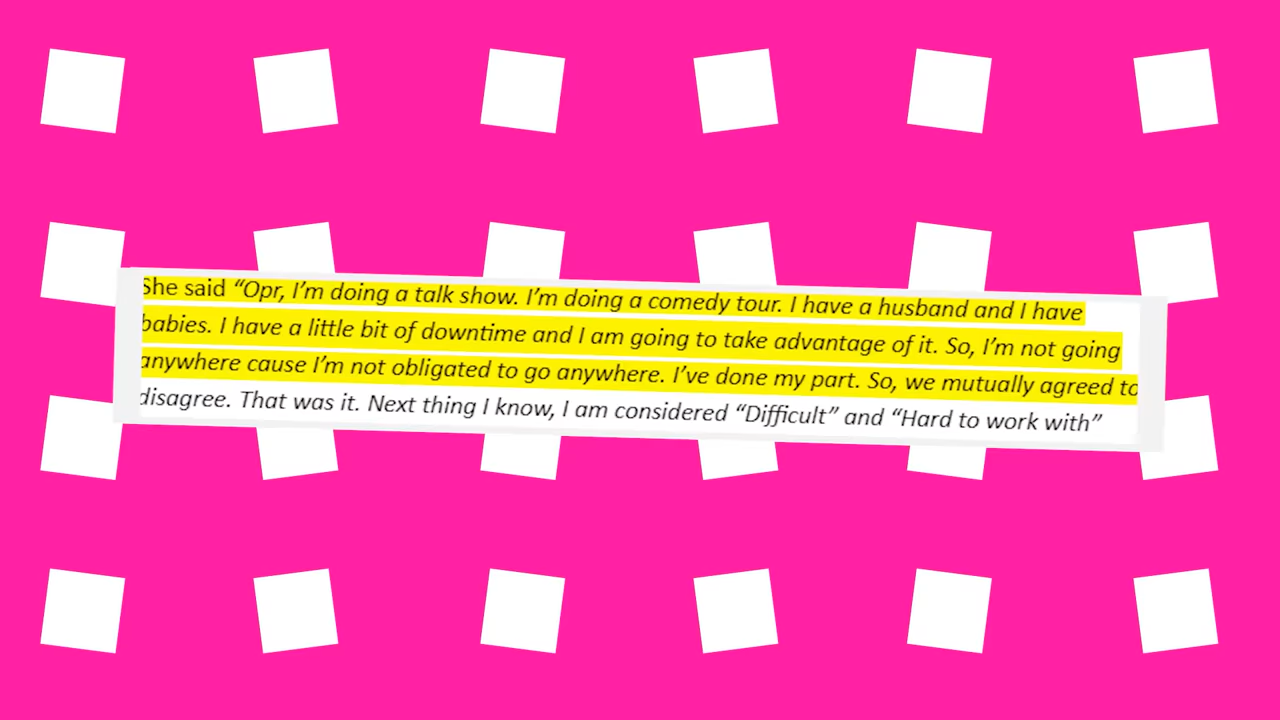 She said “Opr, I’m doing a talk show. I’m doing a comedy tour. I have a husband and I have
babies. I have a little bit of downtime and I am going to take advantage of it. So, I’m not going
anywhere cause I’m not obligated to go anywhere. I’ve done my part. So, we mutually agreed to
disagree. That was it. Next thing I know, I am considered “Difficult” and “Hard to work with”